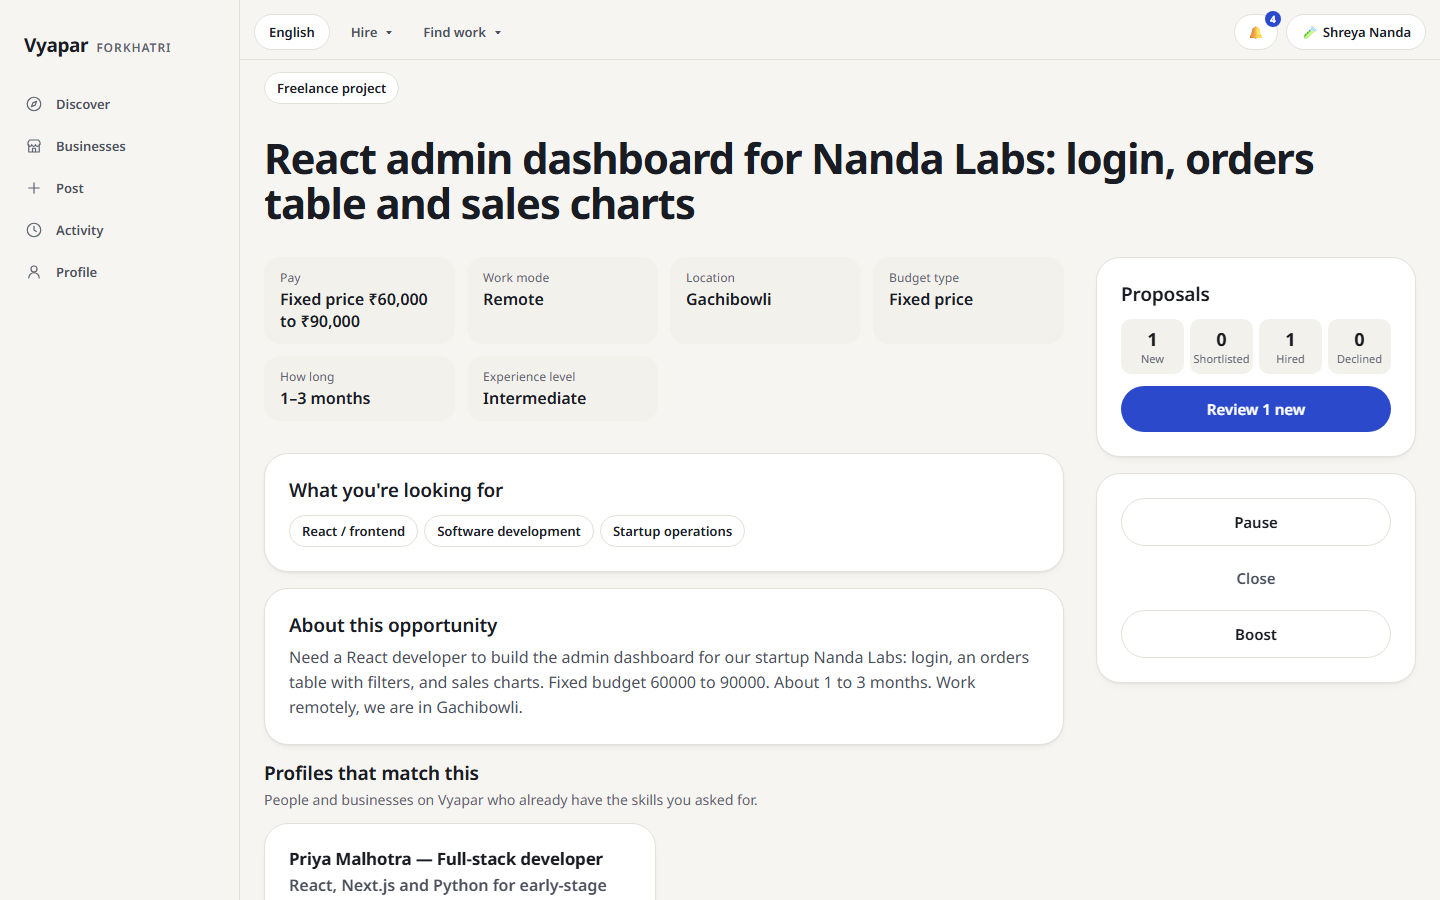 Vyapar FORKHATRI
Discover
Businesses
Post
Activity
Profile
English
Hire
Find work
4
Shreya Nanda
Freelance project
React admin dashboard for Nanda Labs: login, orders
table and sales charts
Pay
Fixed price ₹60,000
to ₹90,000
Work mode
Remote
Location
Gachibowli
Budget type
Fixed price
How long
1–3 months
Experience level
Intermediate
What you're looking for
React / frontend
Software development
Startup operations
About this opportunity
Need a React developer to build the admin dashboard for our startup Nanda Labs: login, an orders
table with filters, and sales charts. Fixed budget 60000 to 90000. About 1 to 3 months. Work
remotely, we are in Gachibowli.
Profiles that match this
People and businesses on Vyapar who already have the skills you asked for.
Priya Malhotra — Full-stack developer
React, Next.js and Python for early-stage
Proposals
1
New
0
Shortlisted
1
Hired
0
Declined
Review 1 new
Pause
Close
Boost